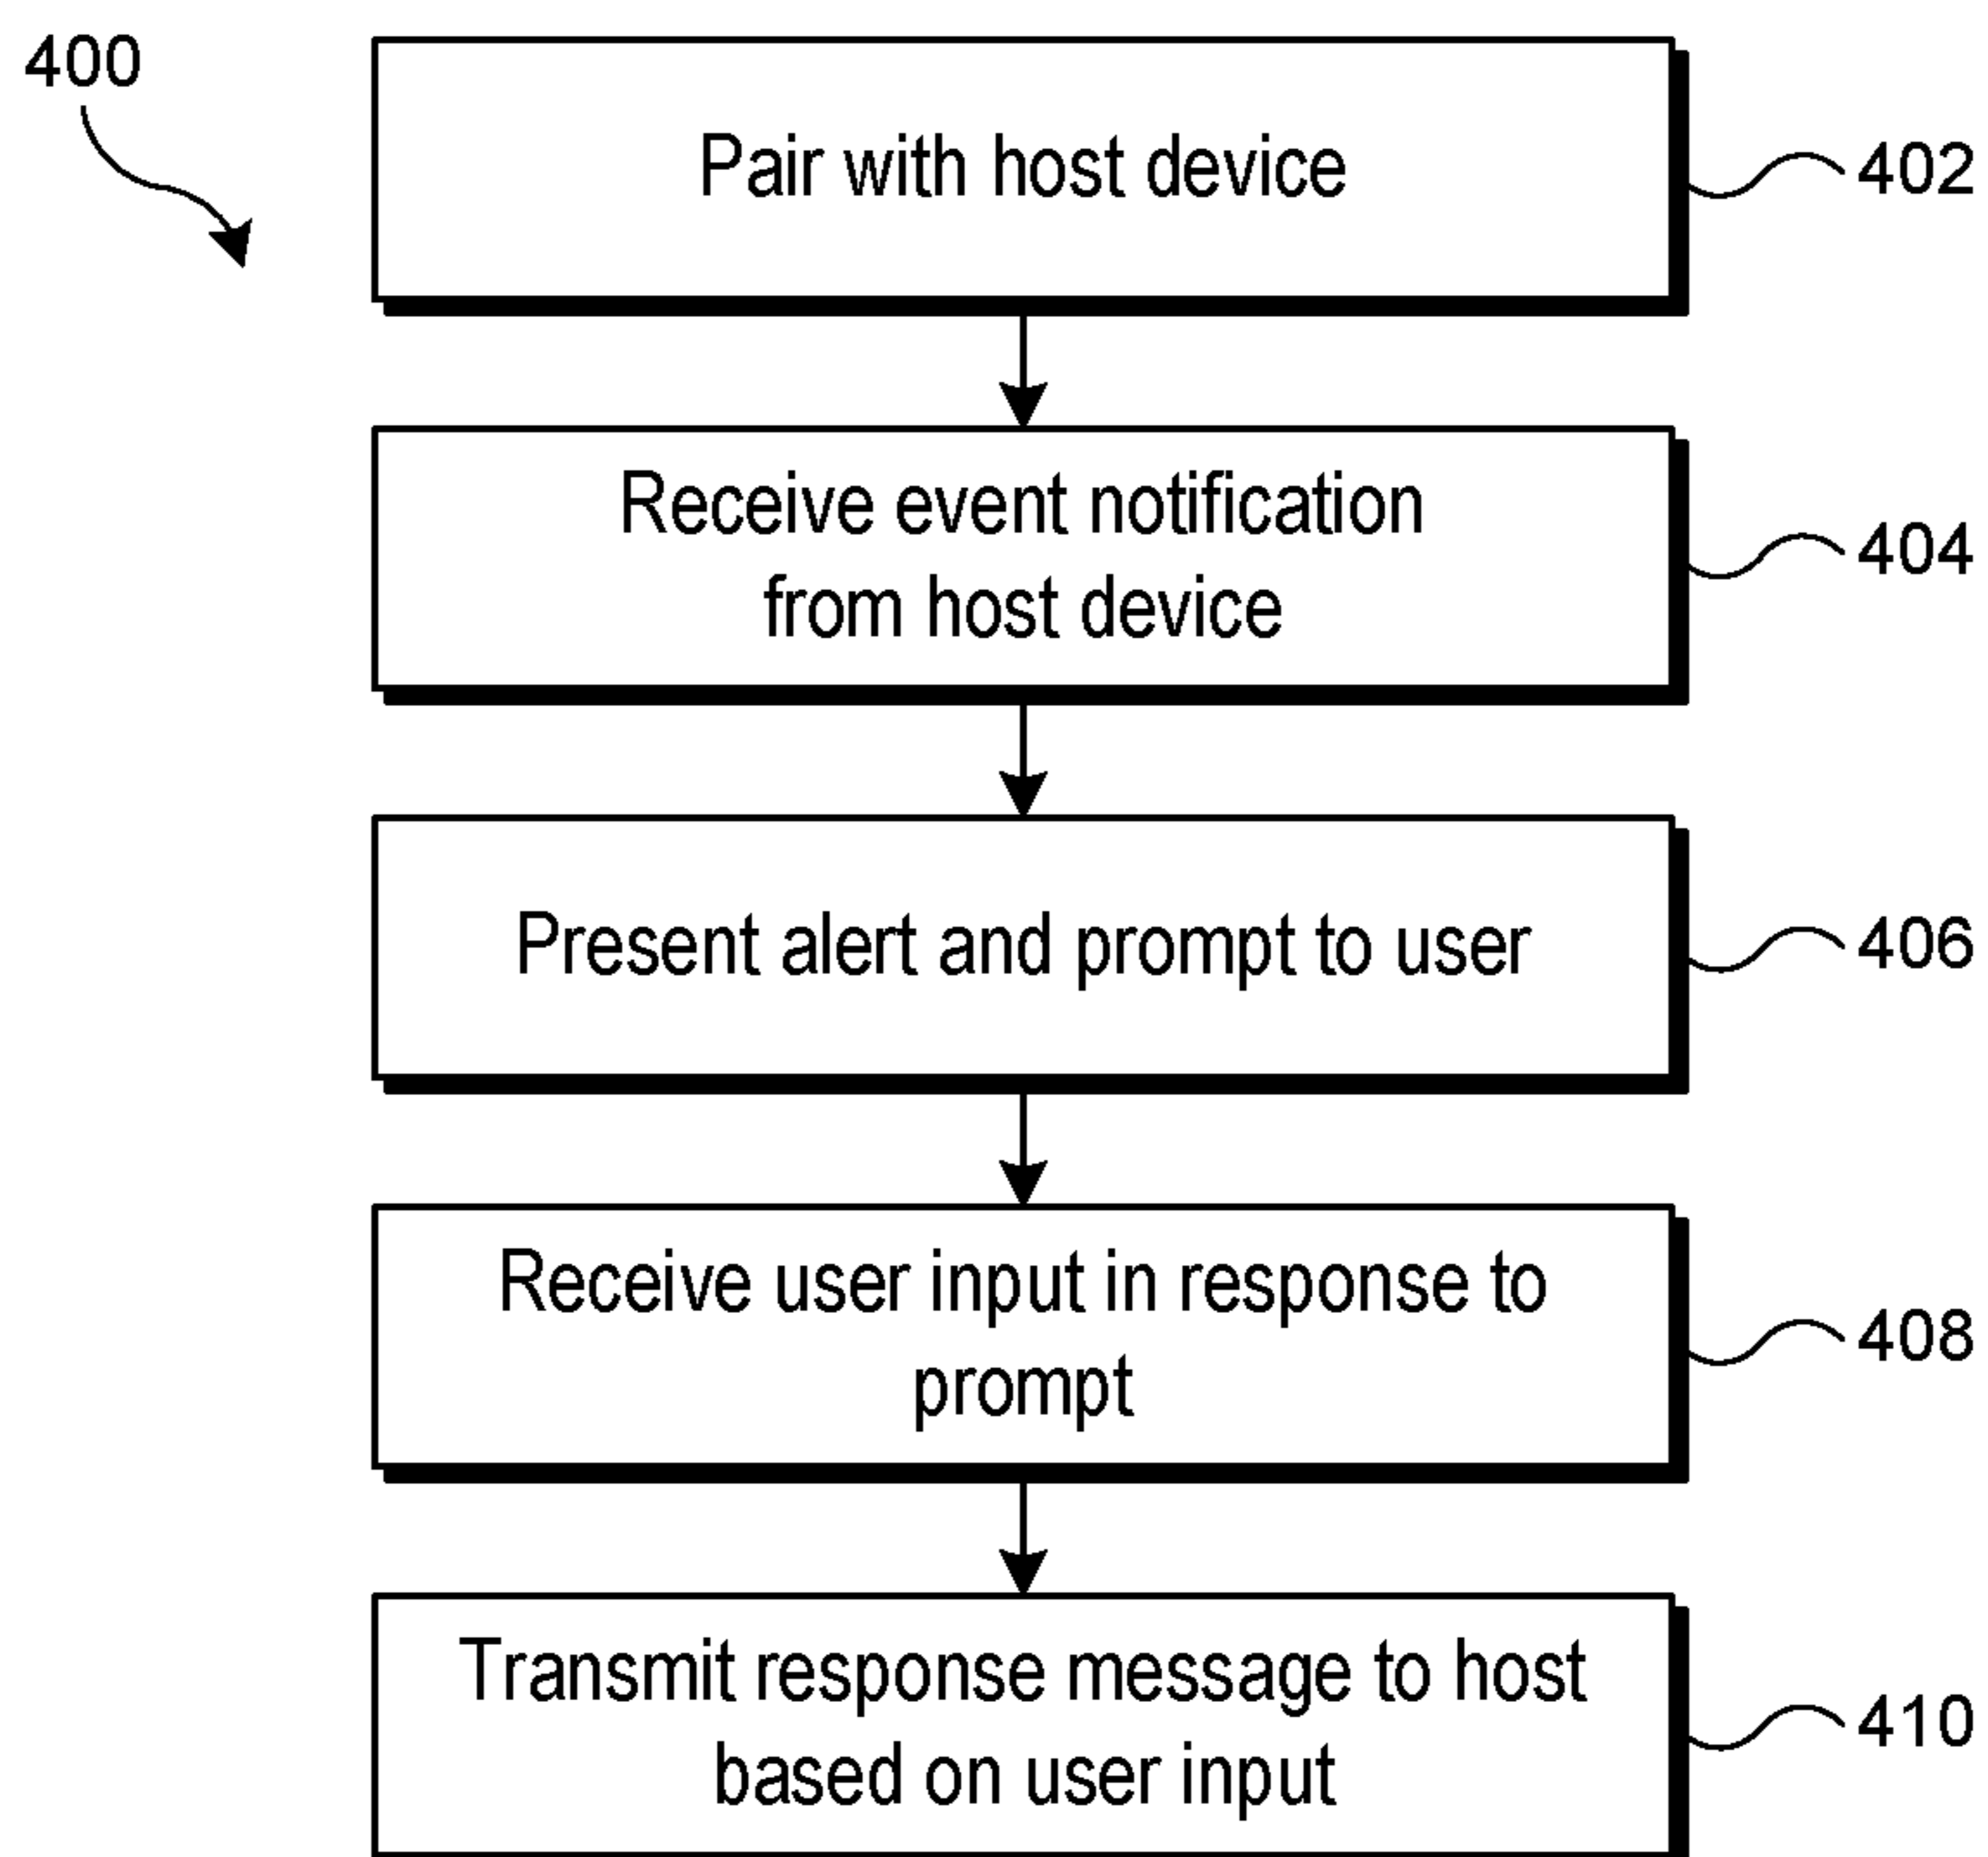 400
Pair with host device
402
Receive event notification
from host device
404
Present alert and prompt to user
406
Receive user input in response to
prompt
408
Transmit response message to host
based on user input
410